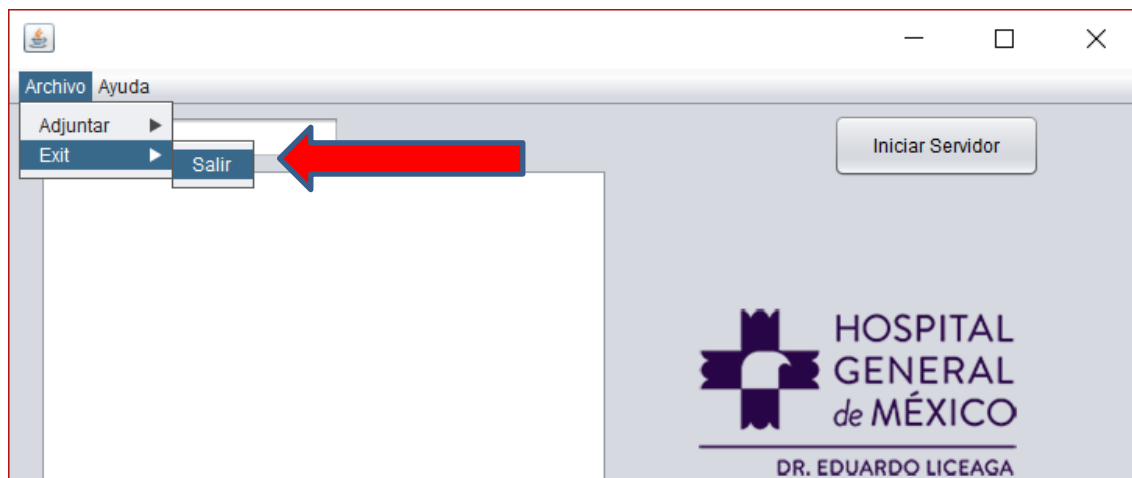 Archivo Ayuda
Adjuntar
Exit
Salir
Iniciar Servidor
HOSPITAL
GENERAL
de MÉXICO
DR. EDUARDO LICEAGA